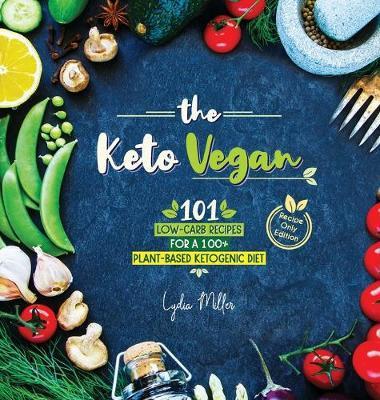 the
Keto Vegan
101
LOW-CARB RECIPES
FOR A 100%
PLANT-BASED KETOGENIC DIET
Recipe
Only
Edition
Lydia Miller